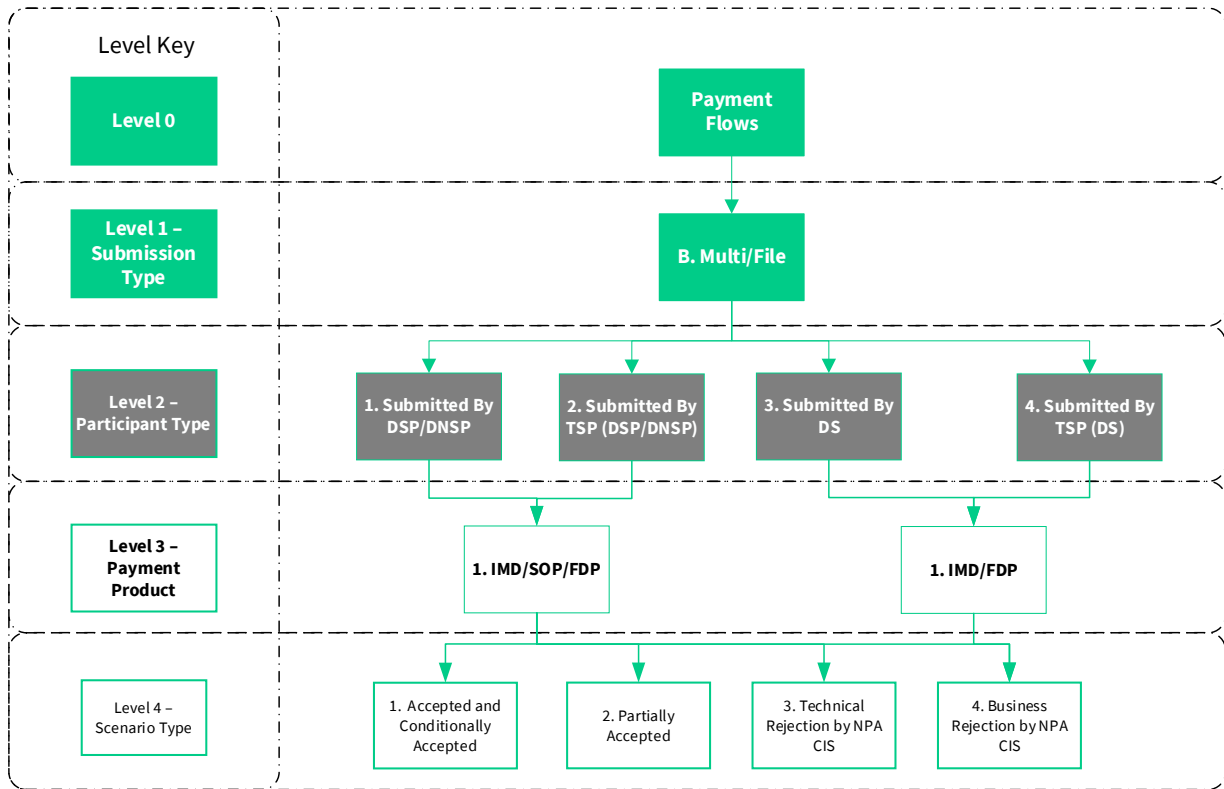 Level Key
Level 0
Payment
Flows
Level 1 –
Submission
Type
B. Multi/File
Level 2 –
Participant Type
1. Submitted By
DSP/DNSP
2. Submitted By
TSP (DSP/DNSP)
3. Submitted By
DS
4. Submitted By
TSP (DS)
Level 3 –
Payment
Product
1. IMD/SOP/FDP
1. IMD/FDP
Level 4 –
Scenario Type
1. Accepted and
Conditionally
Accepted
2. Partially
Accepted
3. Technical
Rejection by NPA
CIS
4. Business
Rejection by NPA
CIS